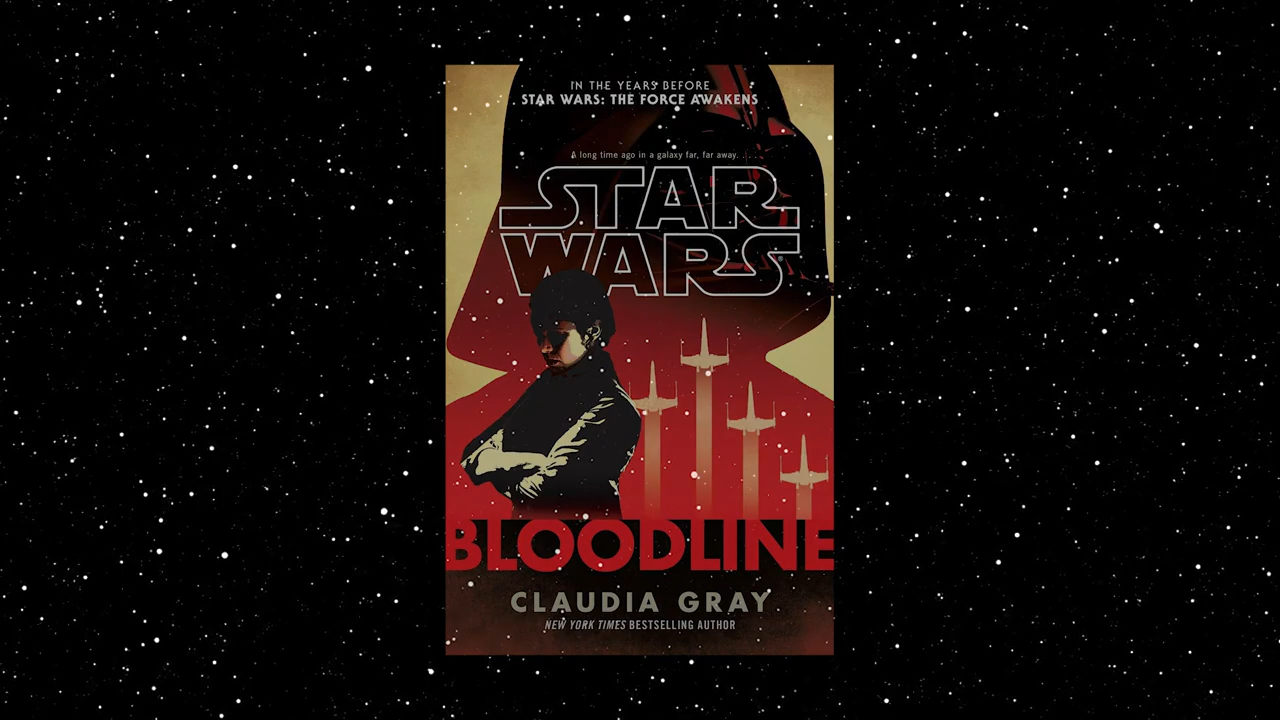 IN THE YEARS BEFORE
STAR WARS: THE FORCE AWAKENS
A long time ago in a galaxy far, far away. . . .
STAR
WARS
BLOODLINE
CLAUDIA GRAY
NEW YORK TIMES BESTSELLING AUTHOR